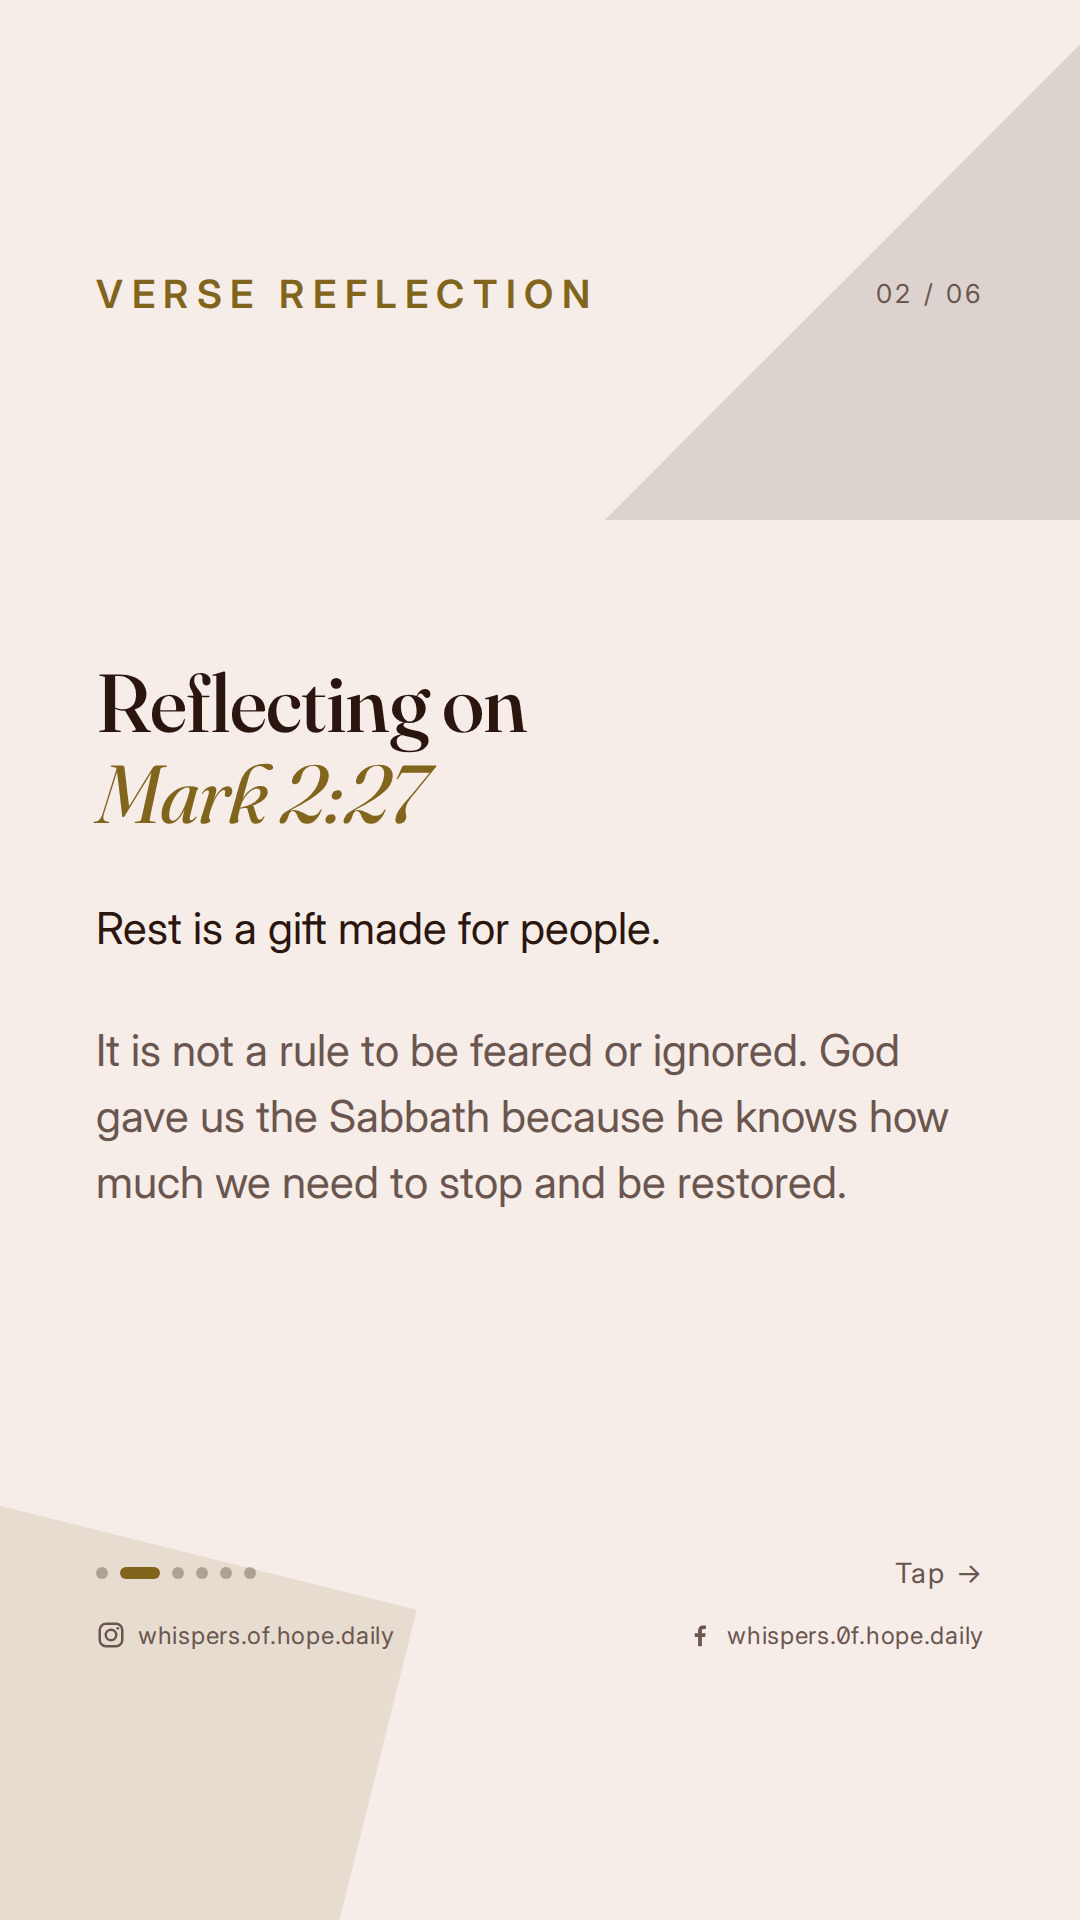 VERSE REFLECTION
02 / 06
Reflecting on
Mark 2:27
Rest is a gift made for people.
It is not a rule to be feared or ignored. God
gave us the Sabbath because he knows how
much we need to stop and be restored.
Tap →
whispers.of.hope.daily
whispers.0f.hope.daily